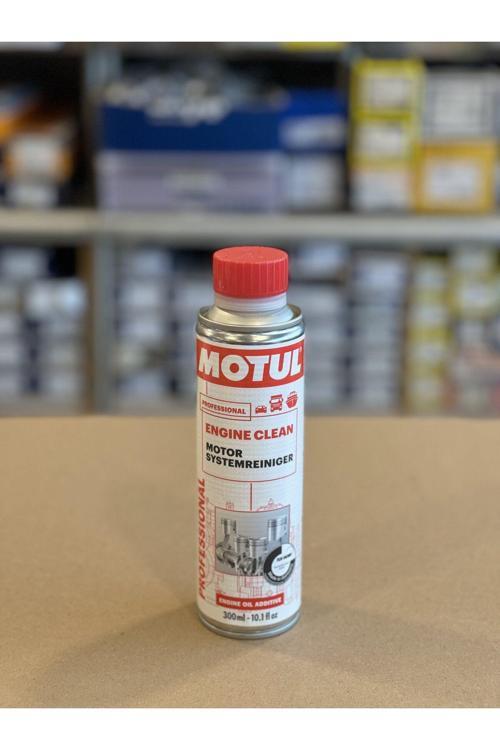 MOTUL
PROFESSIONAL
ENGINE CLEAN
MOTOR
SYSTEMREINIGER
PROFESSIONAL
ENGINE OIL ADDITIVE
300ml - 10.1 fl oz